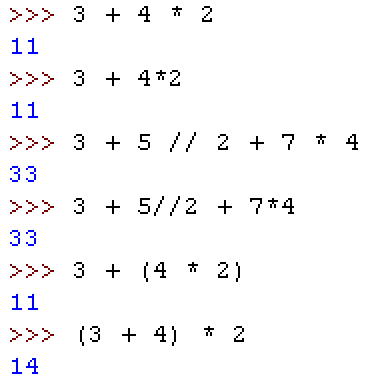 >>> 3 + 4 * 2
11
>>> 3 + 4*2
11
>>> 3 + 5 // 2 + 7 * 4
33
>>> 3 + 5//2 + 7*4
33
>>> 3 + (4 * 2)
11
>>> (3 + 4) * 2
14